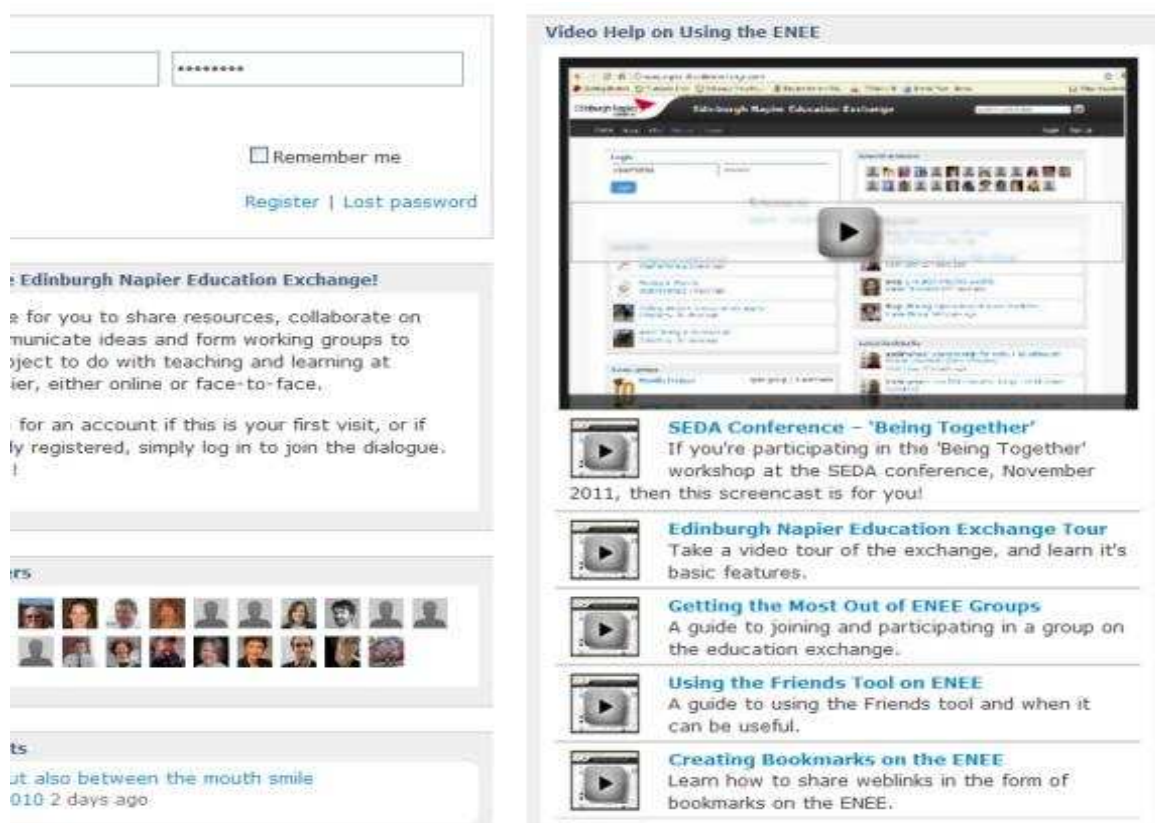 ••••••••
Remember me
Register | Lost password
Edinburgh Napier Education Exchange!
e for you to share resources, collaborate on
municate ideas and form working groups to
ject to do with teaching and learning at
ier, either online or face-to-face.
for an account if this is your first visit, or if
ly registered, simply log in to join the dialogue.
!
rs
ts
ut also between the mouth smile
010 2 days ago
Video Help on Using the ENEE
Edinburgh Napier Education Exchange
Login
SEDA Conference – 'Being Together'
If you're participating in the 'Being Together'
workshop at the SEDA conference, November
2011, then this screencast is for you!
Edinburgh Napier Education Exchange Tour
Take a video tour of the exchange, and learn it's
basic features.
Getting the Most Out of ENEE Groups
A guide to joining and participating in a group on
the education exchange.
Using the Friends Tool on ENEE
A guide to using the Friends tool and when it
can be useful.
Creating Bookmarks on the ENEE
Learn how to share weblinks in the form of
bookmarks on the ENEE.